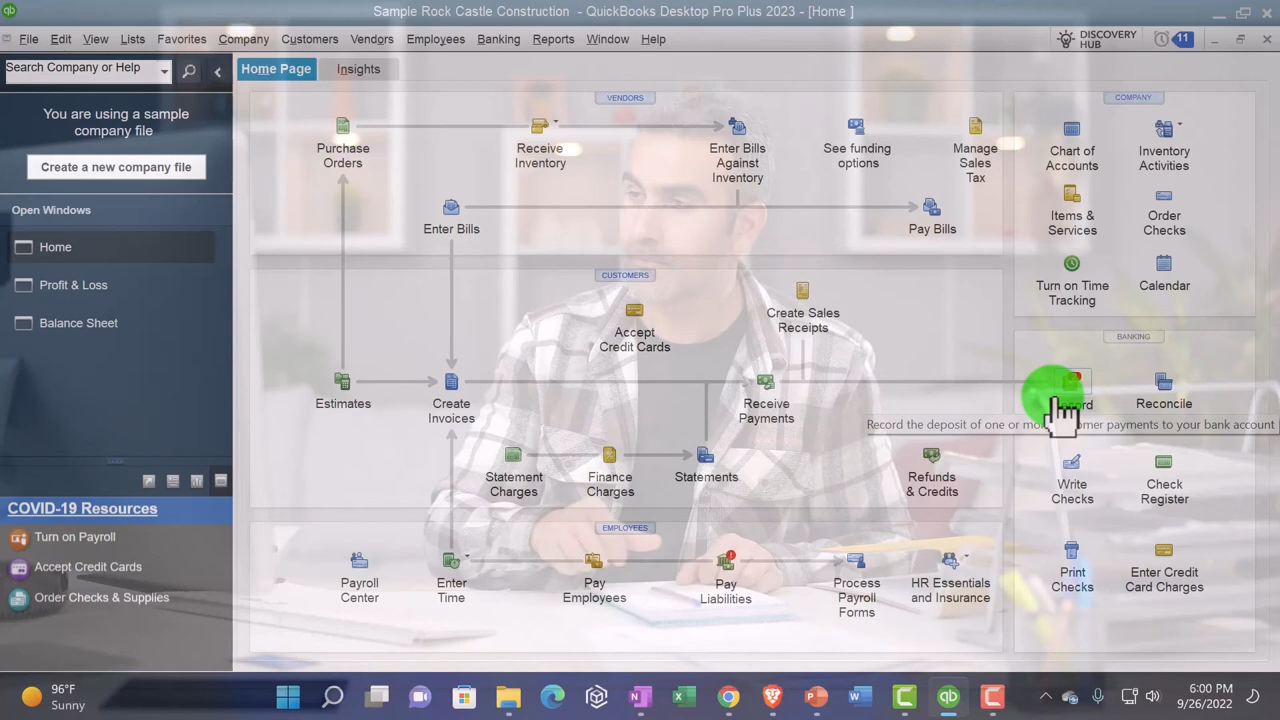 Sample Rock Castle Construction - QuickBooks Desktop Pro Plus 2023 - [Home ]
File Edit View Lists Favorites Company Customers Vendors Employees Banking Reports Window Help
DISCOVERY
HUB
11
Search Company or Help
Home Page
Insights
You are using a
sample
company file
Create a new company file
Open Windows
Home
Profit & Loss
Balance Sheet
COVID-19 Resources
Turn on Payroll
Accept Credit Cards
Order Checks & Supplies
VENDORS
Purchase
Orders
Receive
Inventory
Enter Bills
Against
Inventory
See funding
options
Manage
Sales
Tax
Enter Bills
Pay Bills
CUSTOMERS
Accept
Credit Cards
Create Sales
Receipts
Estimates
Create
Invoices
Receive
Payments
Statement
Charges
Finance
Charges
Statements
Refunds
& Credits
EMPLOYEES
Payroll
Center
Enter
Time
Pay
Employees
Pay
Liabilities
Process
Payroll
Forms
HR Essentials
and Insurance
COMPANY
Chart of
Accounts
Inventory
Activities
Items &
Services
Order
Checks
Turn on Time
Tracking
Calendar
BANKING
Reconcile
Record the deposit of one or payments to your bank account
Write
Checks
Check
Register
Print
Checks
Enter Credit
Card Charges
96°F
Sunny
6:00 PM
9/26/2022